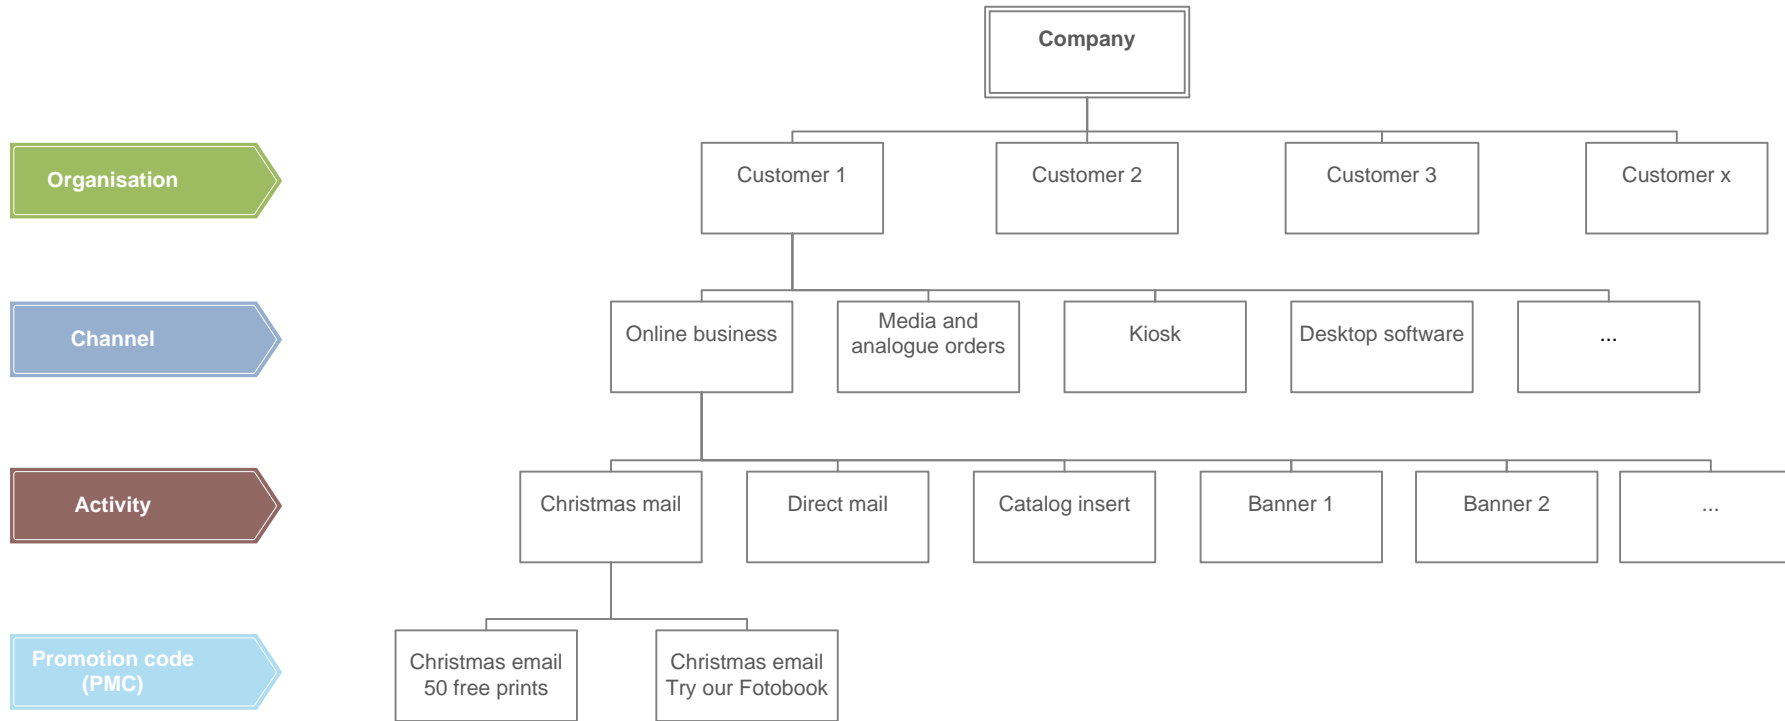 Company
Organisation
Customer 1
Customer 2
Customer 3
Customer x
Channel
Online business
Media and
analogue orders
Kiosk
Desktop software
...
Activity
Christmas mail
Direct mail
Catalog insert
Banner 1
Banner 2
...
Promotion code
(PMC)
Christmas email
50 free prints
Christmas email
Try our Fotobook